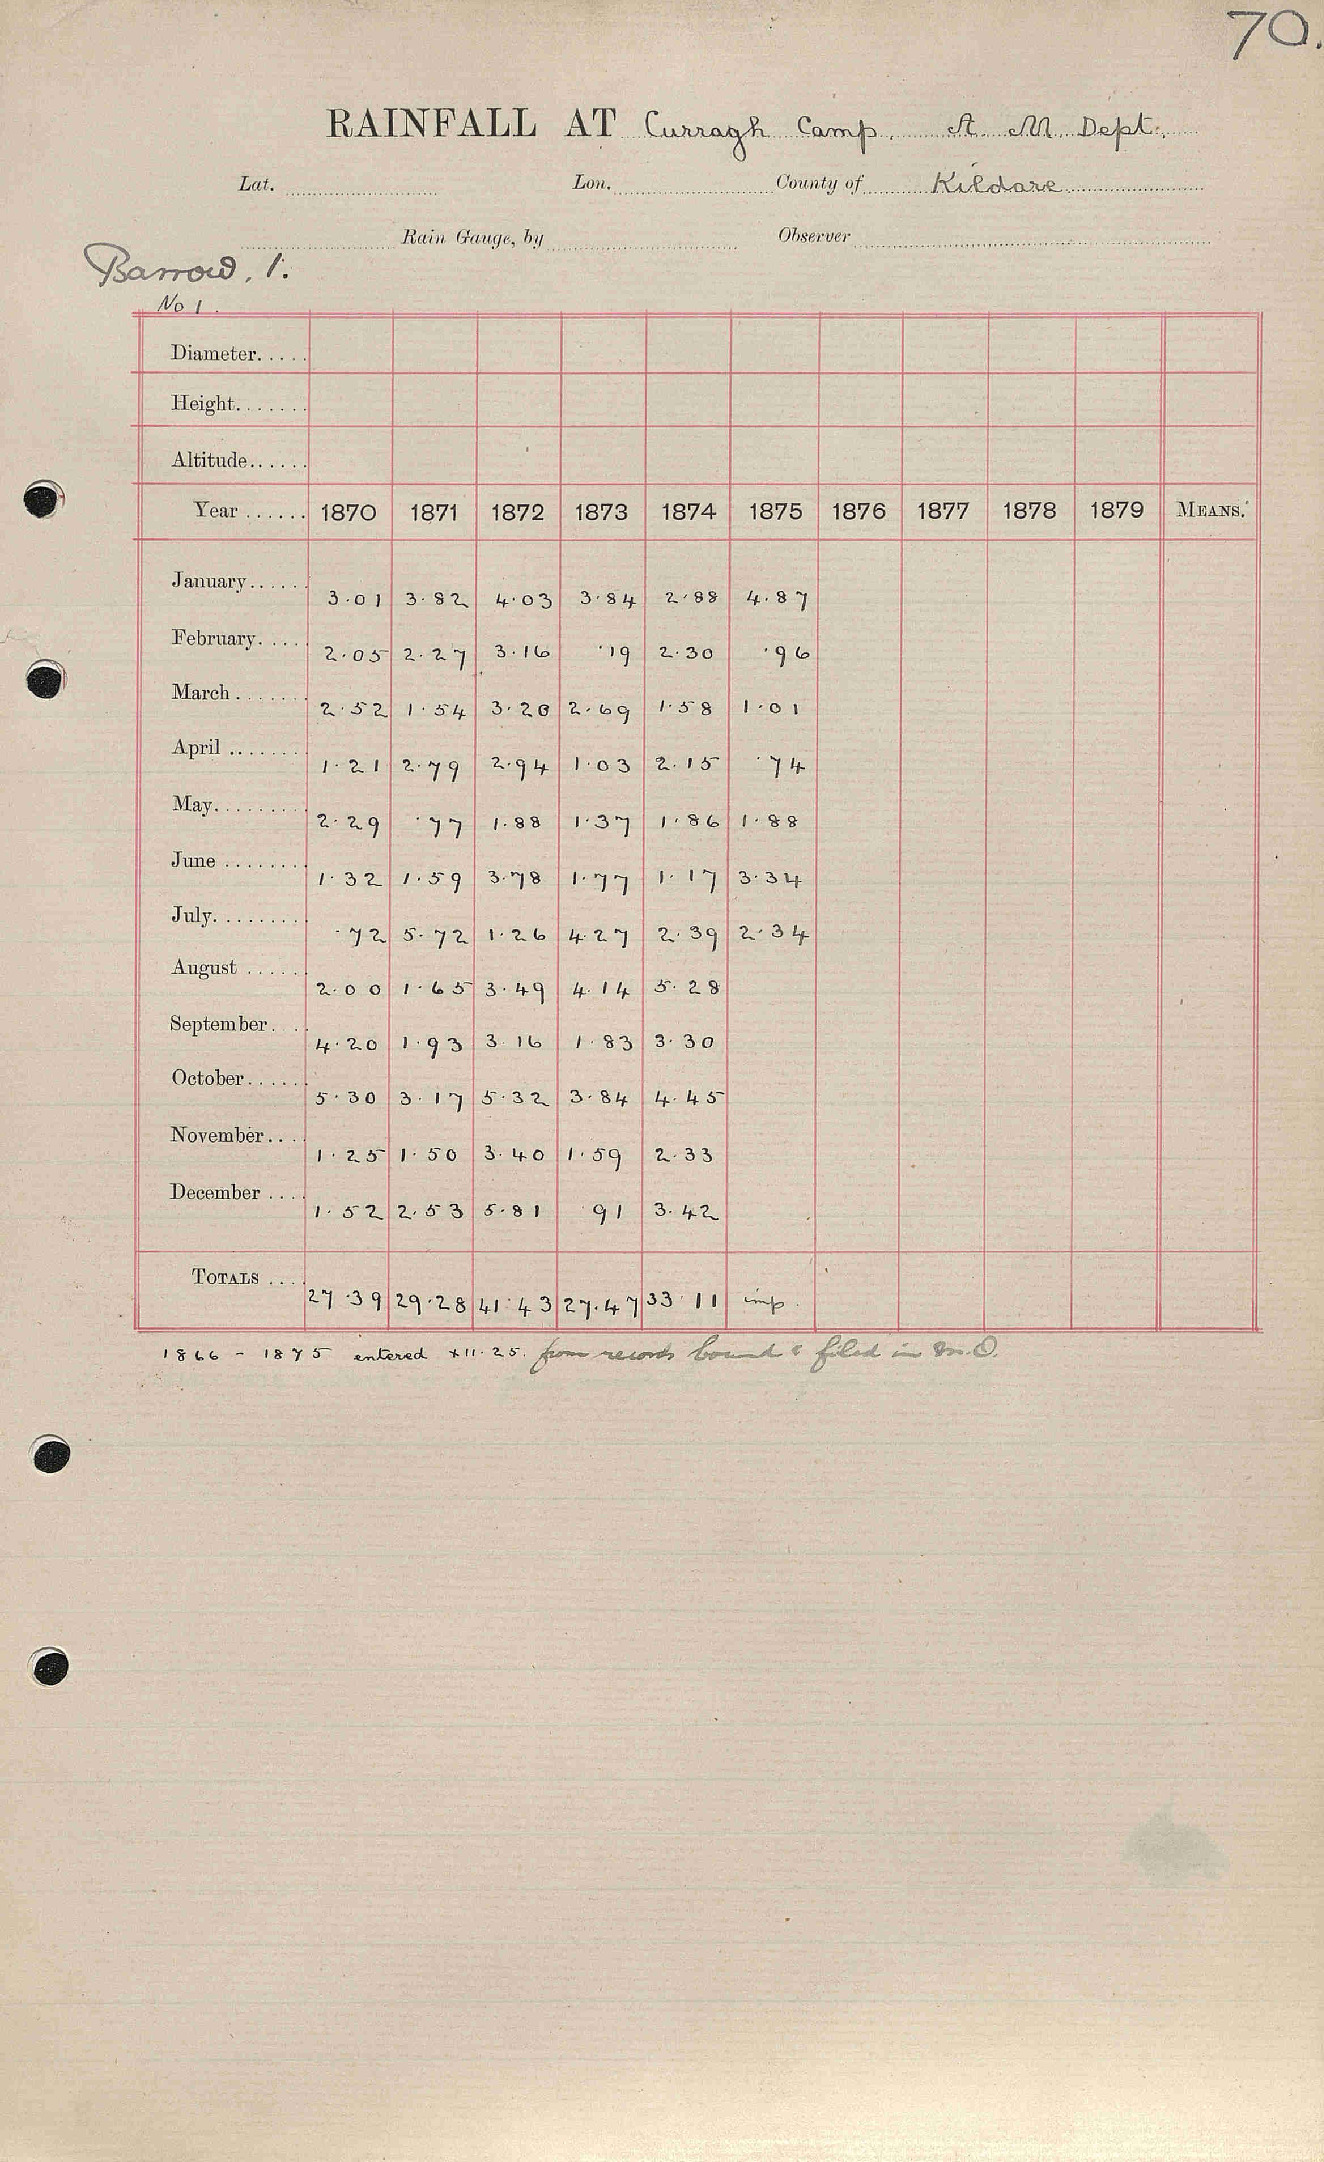 70.
RAINFALL AT Curragh Camp. A. M. Dept.
Lat. Lon. County of Kildare
Rain Gauge, by Observer
Barrow. 1.
No 1.
Diameter.....
Height.......
Altitude......
Year ...... 1870 1871 1872 1873 1874 1875 1876 1877 1878 1879 MEANS.
January...... 3.01 3.82 4.03 3.84 2.88 4.87
February..... 2.05 2.27 3.16 .19 2.30 .96
March ....... 2.52 1.54 3.20 2.69 1.58 1.01
April ........ 1.21 2.79 2.94 1.03 2.15 .74
May.......... 2.29 .77 1.88 1.37 1.86 1.88
June ........ 1.32 1.59 3.78 1.77 1.17 3.34
July......... .72 5.72 1.26 4.27 2.39 2.34
August ...... 2.00 1.65 3.49 4.14 5.28
September... 4.20 1.93 3.16 1.83 3.30
October...... 5.30 3.17 5.32 3.84 4.45
November.... 1.25 1.50 3.40 1.59 2.33
December .... 1.52 2.53 5.81 .91 3.42
TOTALS .... 27.39 29.28 41.43 27.47 33.11 imp.
1866 - 1875 entered 11.25. from records bound & filed in M.O.